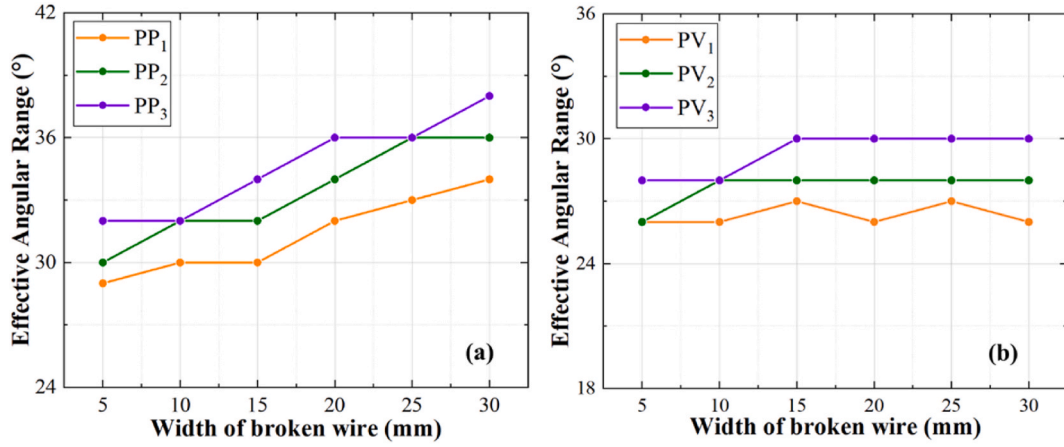 42
36
30
24
Effective Angular Range (°)
PP1
PP2
PP3
(a)
5 10 15 20 25 30
Width of broken wire (mm)
36
30
24
18
Effective Angular Range (°)
PV1
PV2
PV3
(b)
5 10 15 20 25 30
Width of broken wire (mm)